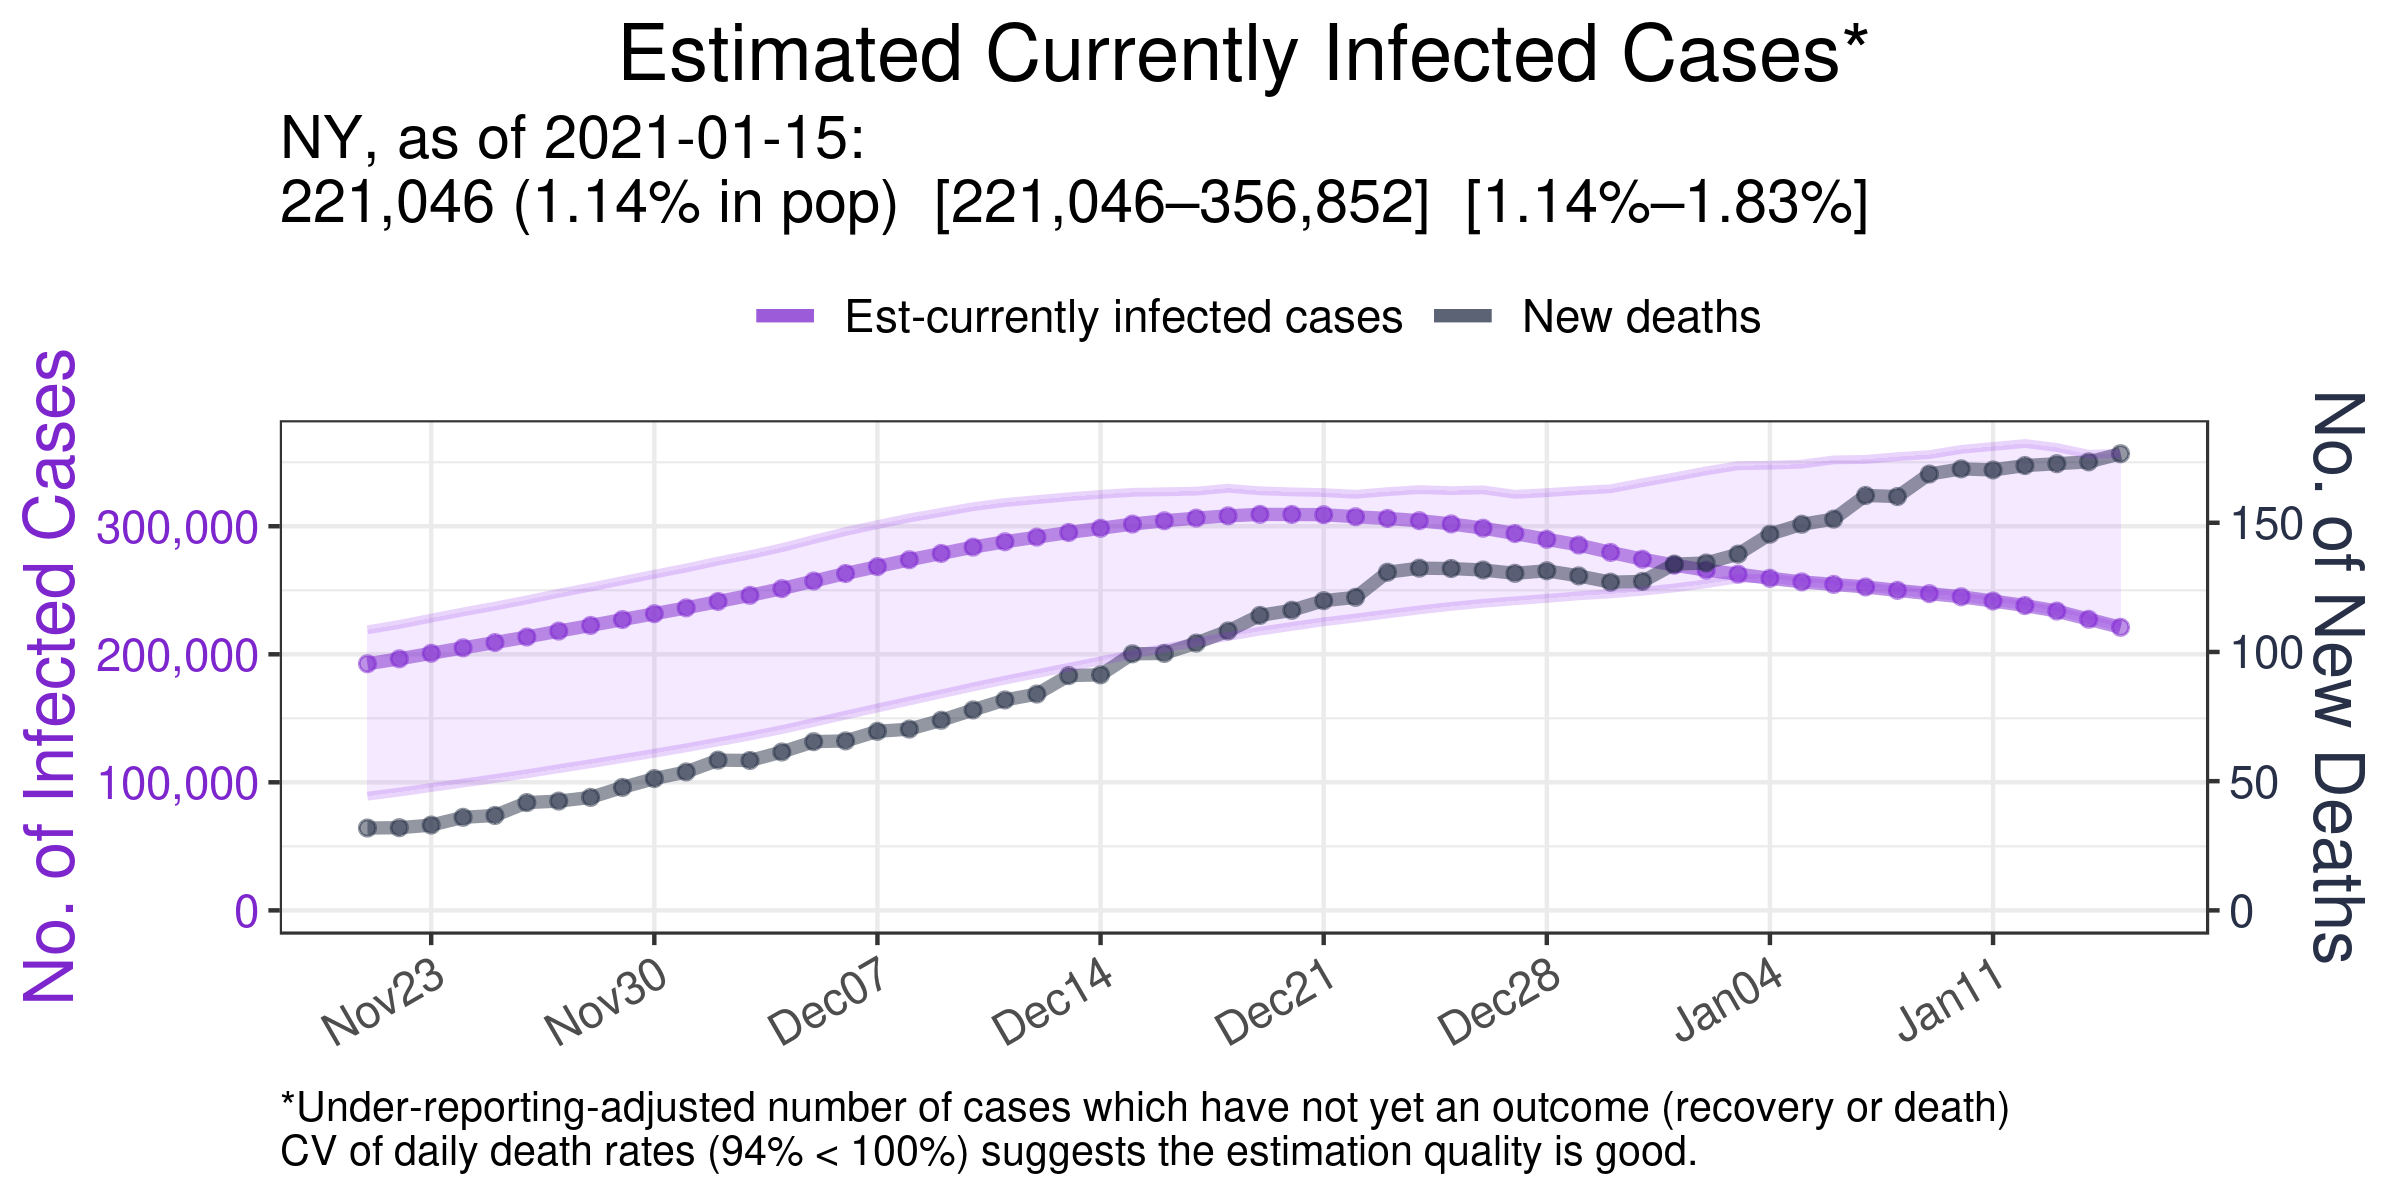 Estimated Currently Infected Cases*
NY, as of 2021-01-15:
221,046 (1.14% in pop)  [221,046–356,852]  [1.14%–1.83%]
Est-currently infected cases
New deaths
No. of Infected Cases
300,000
200,000
100,000
0
150
100
50
0
No. of New Deaths
Nov23
Nov30
Dec07
Dec14
Dec21
Dec28
Jan04
Jan11
*Under-reporting-adjusted number of cases which have not yet an outcome (recovery or death)
CV of daily death rates (94% < 100%) suggests the estimation quality is good.